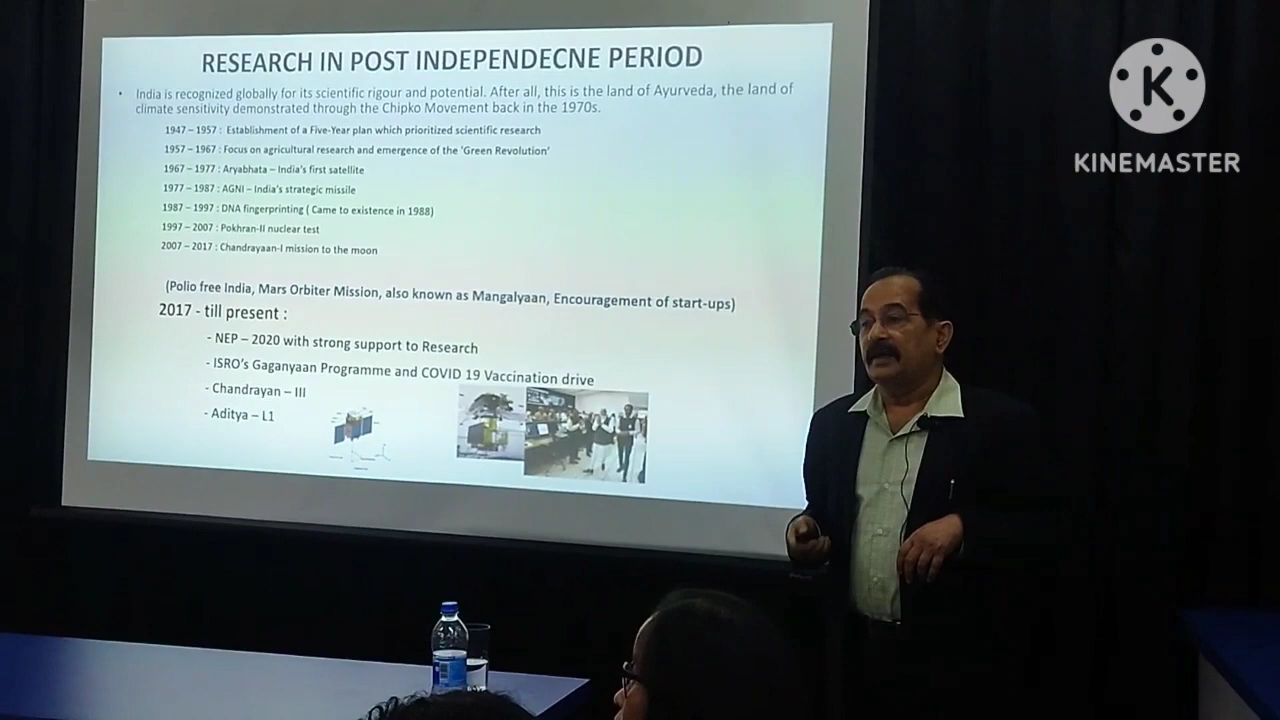 RESEARCH IN POST INDEPENDECNE PERIOD
• India is recognized globally for its scientific rigour and potential. After all, this is the land of Ayurveda, the land of
climate sensitivity demonstrated through the Chipko Movement back in the 1970s.
1947 – 1957 : Establishment of a Five-Year plan which prioritized scientific research
1957 – 1967 : Focus on agricultural research and emergence of the 'Green Revolution'
1967 – 1977 : Aryabhata – India's first satellite
1977 – 1987 : AGNI – India's strategic missile
1987 – 1997 : DNA fingerprinting ( Came to existence in 1988)
1997 – 2007 : Pokhran-II nuclear test
2007 – 2017 : Chandrayaan-I mission to the moon
(Polio free India, Mars Orbiter Mission, also known as Mangalyaan, Encouragement of start-ups)
2017 - till present :
- NEP – 2020 with strong support to Research
- ISRO's Gaganyaan Programme and COVID 19 Vaccination drive
- Chandrayan – III
- Aditya – L1
K
KINEMASTER